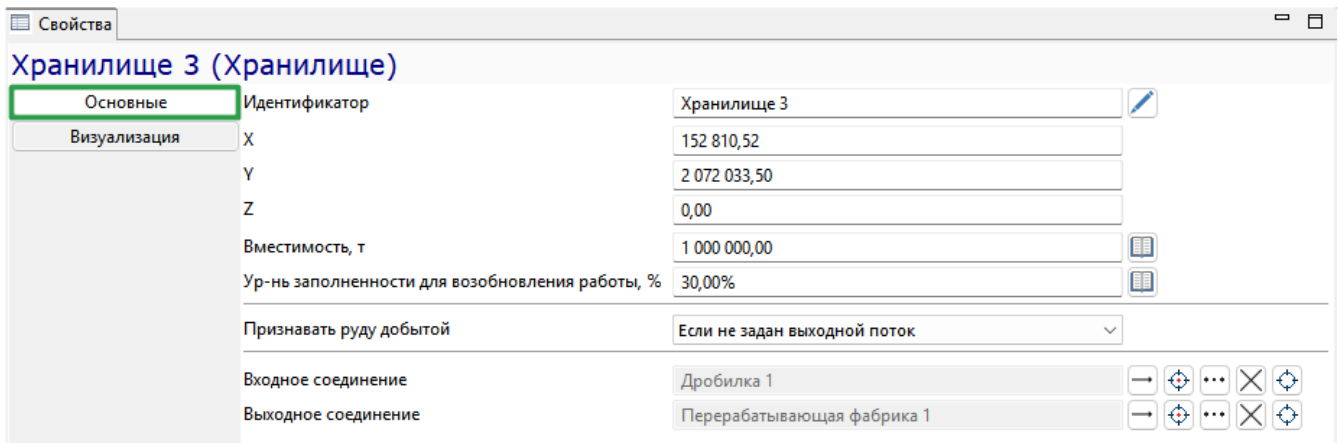 Свойства
Хранилище 3 (Хранилище)
Основные
Визуализация
Идентификатор Хранилище 3
X 152 810,52
Y 2 072 033,50
Z 0,00
Вместимость, т 1 000 000,00
Ур-нь заполненности для возобновления работы, % 30,00%
Признавать руду добытой Если не задан выходной поток
Входное соединение Дробилка 1
Выходное соединение Перерабатывающая фабрика 1